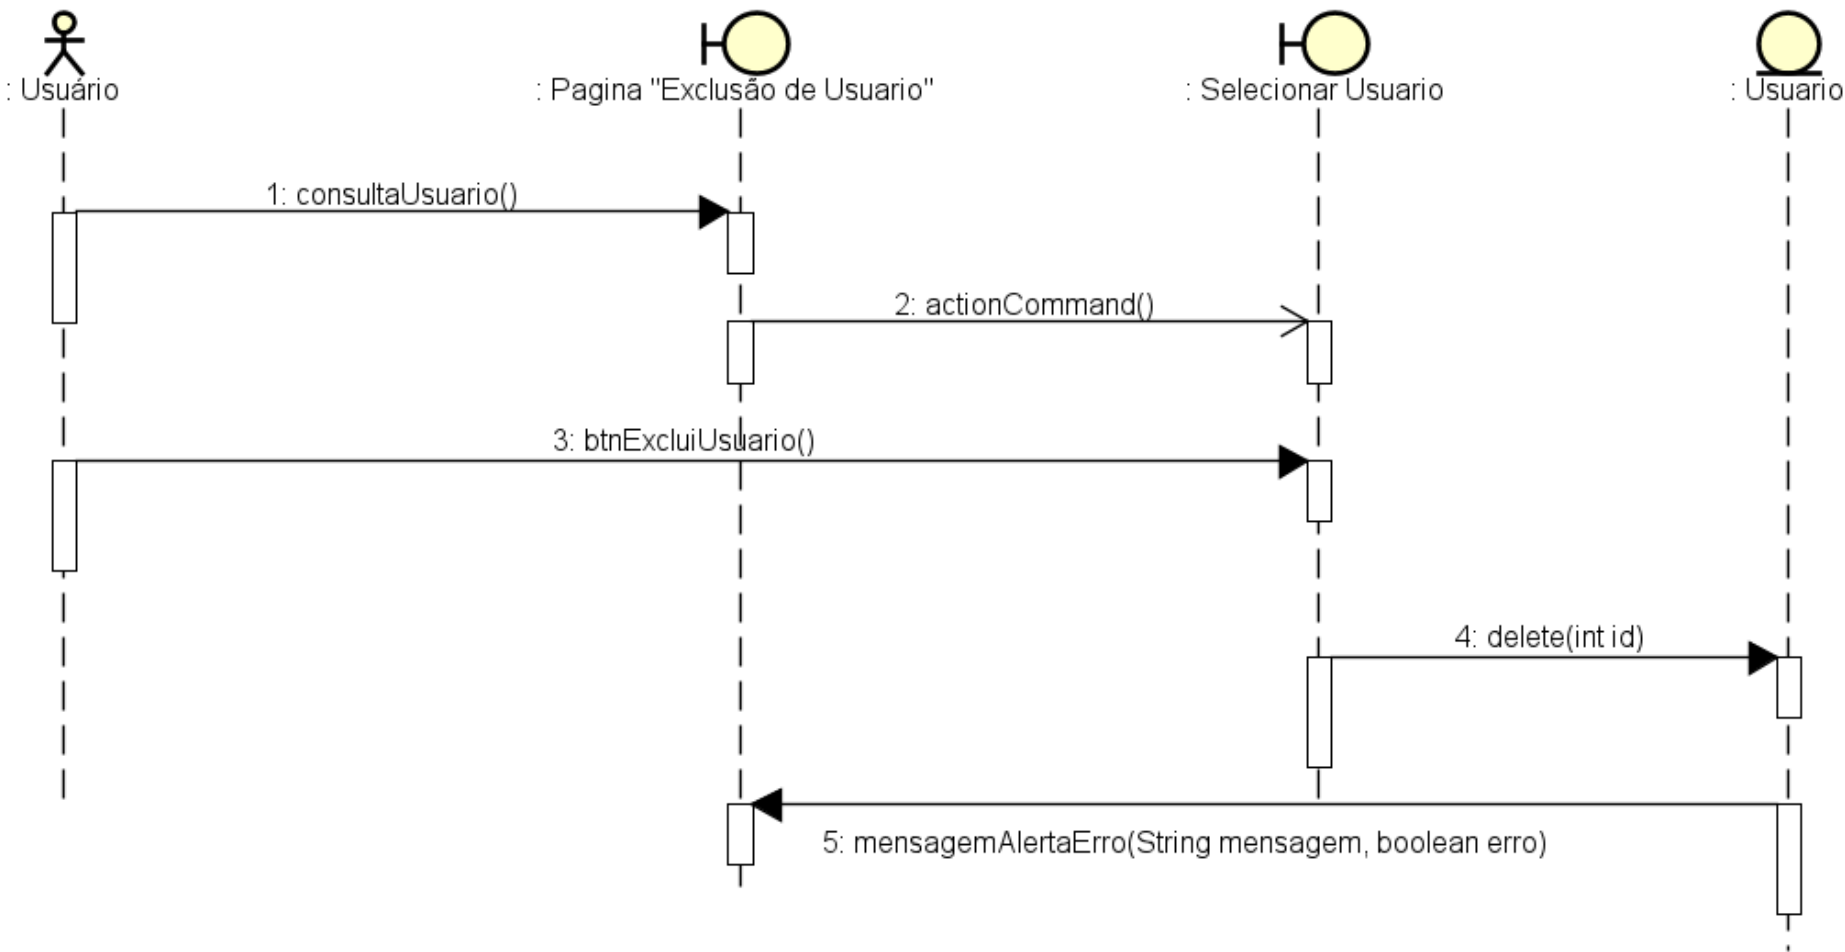 : Usuário
: Pagina "Exclusão de Usuario"
: Selecionar Usuario
: Usuario
1: consultaUsuario()
2: actionCommand()
3: btnExcluiUsuario()
4: delete(int id)
5: mensagemAlertaErro(String mensagem, boolean erro)